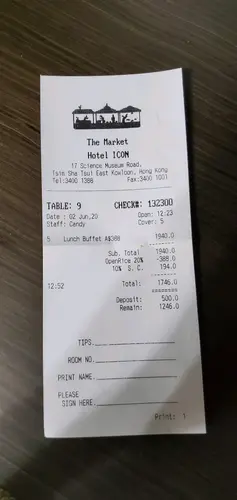 The Market
Hotel ICON
17 Science Museum Road,
Tsim Sha Tsui East Kowloon, Hong Kong
Tel:3400 1388 Fax:3400 1001
TABLE: 9 CHECK#: 132300
Date : 02 Jun,20 Open: 12:23
Staff: Candy Cover: 5
5 Lunch Buffet A$388 1940.0
Sub. Total 1940.0
OpenRice 20% -388.0
10% S.C. 194.0
12:52 Total: 1746.0
Deposit: 500.0
Remain: 1246.0
TIPS
ROOM NO.
PRINT NAME
PLEASE
SIGN HERE
Print: 1